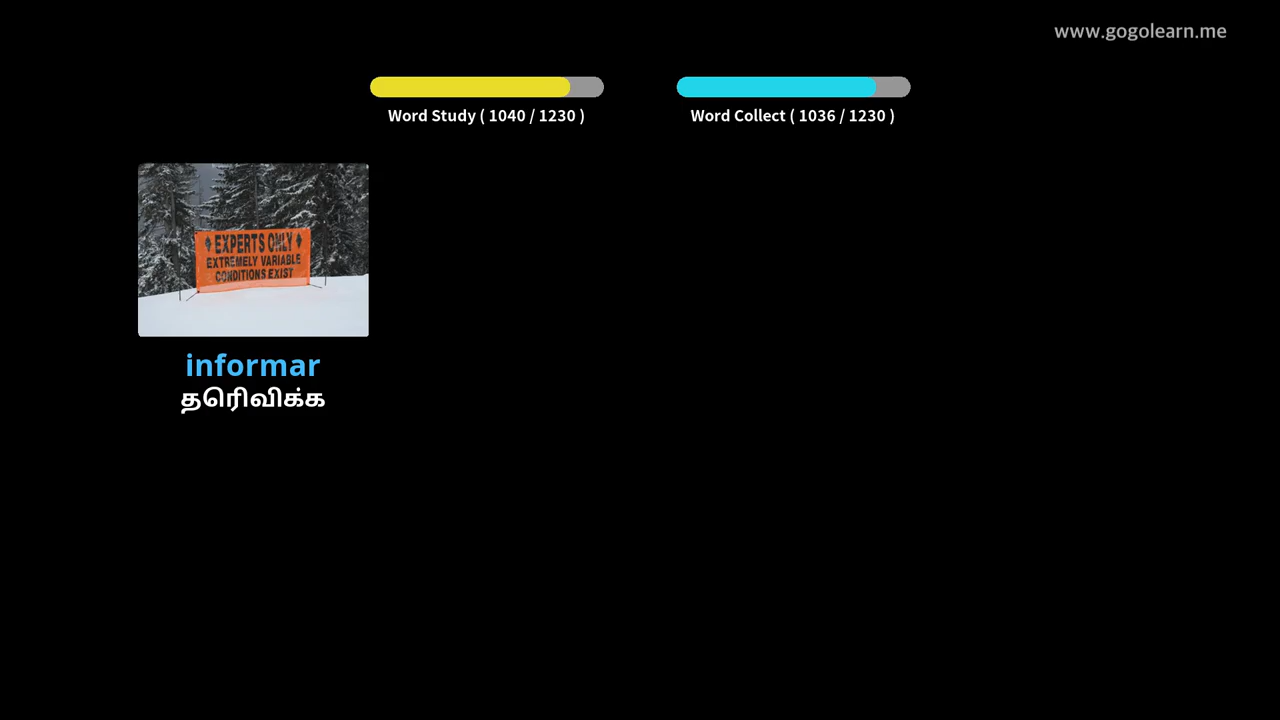 www.gogolearn.me
Word Study ( 1040 / 1230 )
Word Collect ( 1036 / 1230 )
EXPERTS ONLY
EXTREMELY VARIABLE
CONDITIONS EXIST
informar
தெரிவிக்க